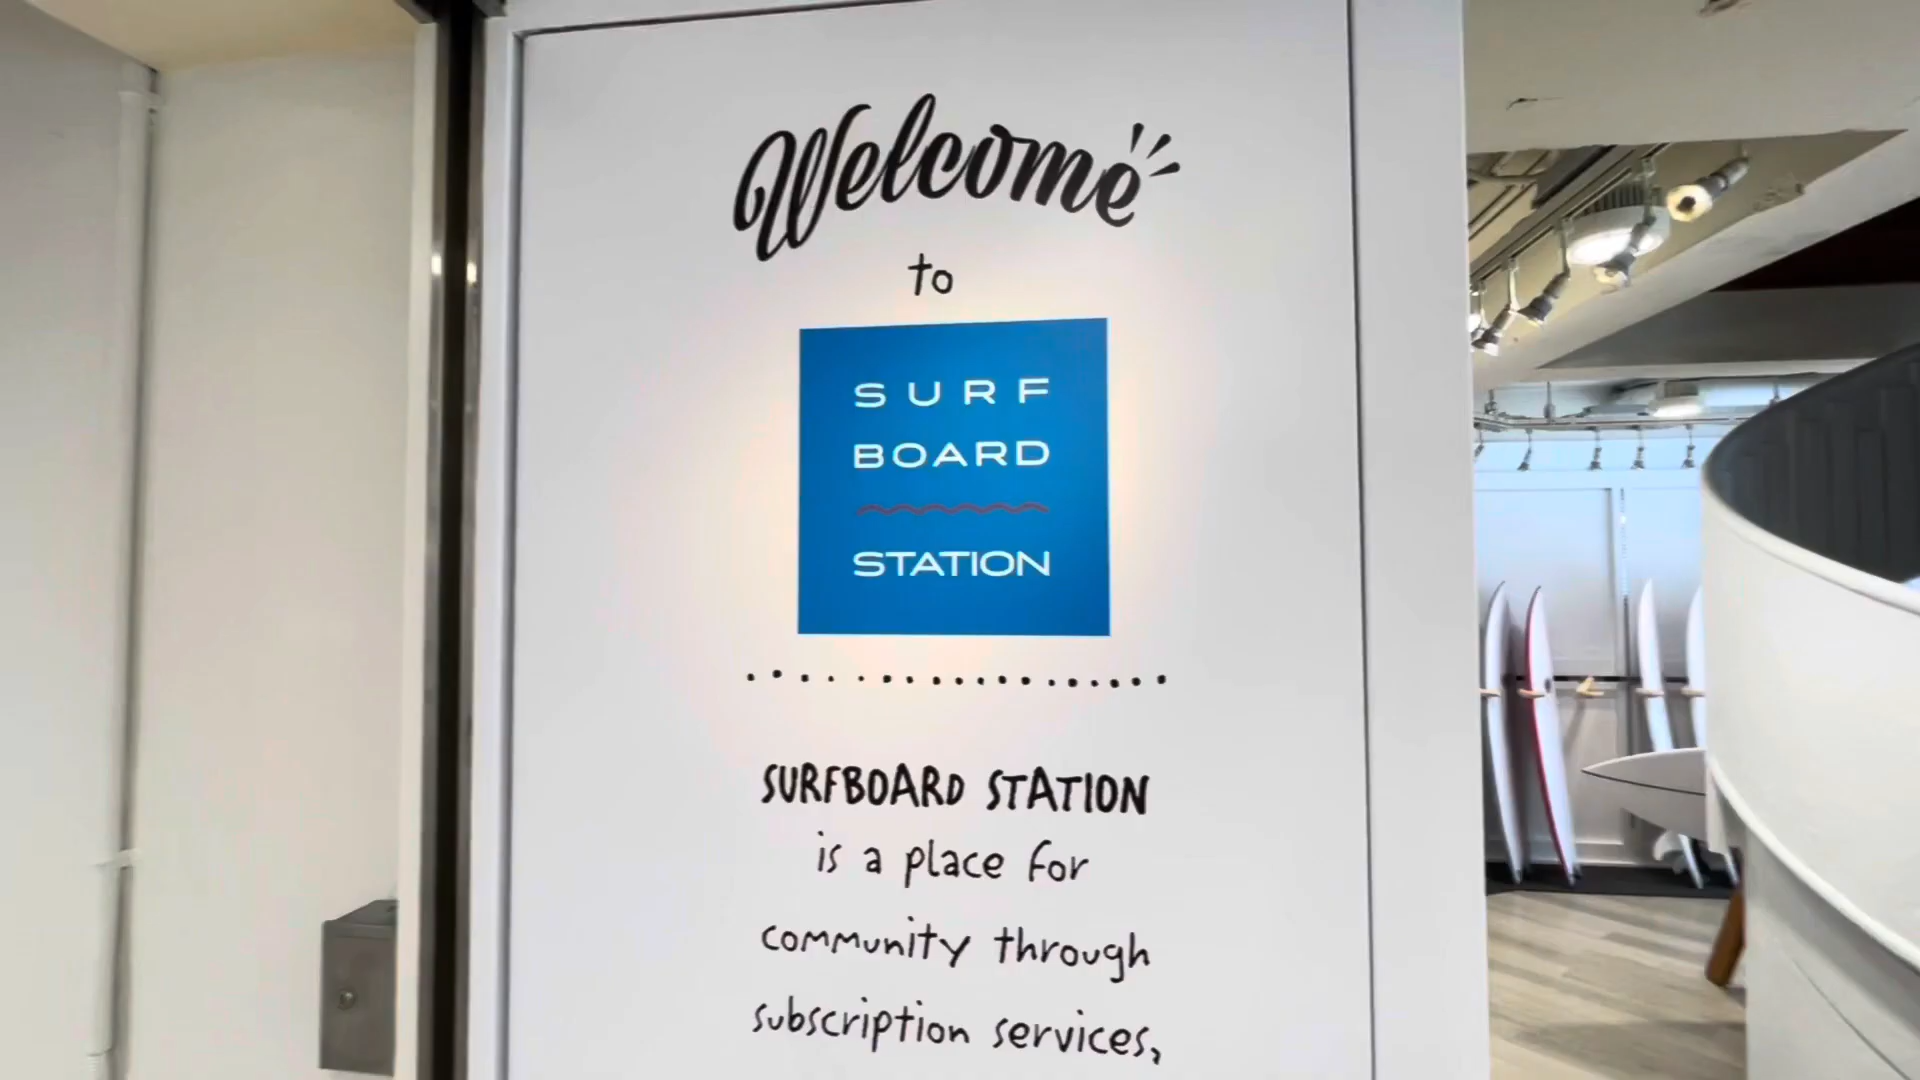 Welcome
to
SURF
BOARD
STATION
SURFBOARD STATION
is a place for
community through
subscription services,